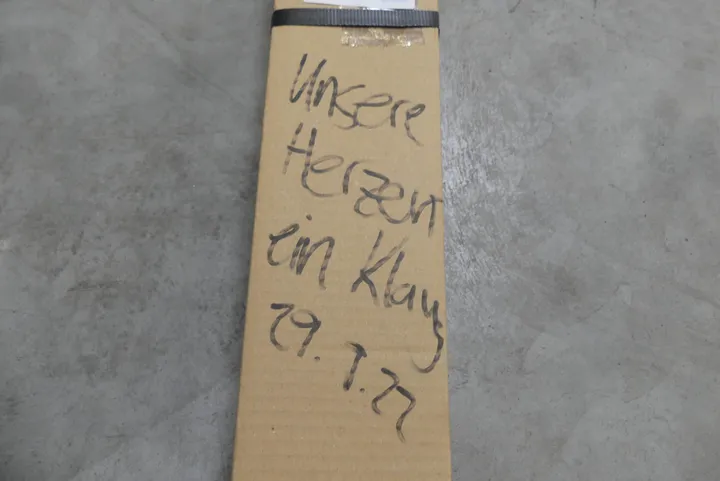 Unsere
Herzen
ein Klang
29.7.22